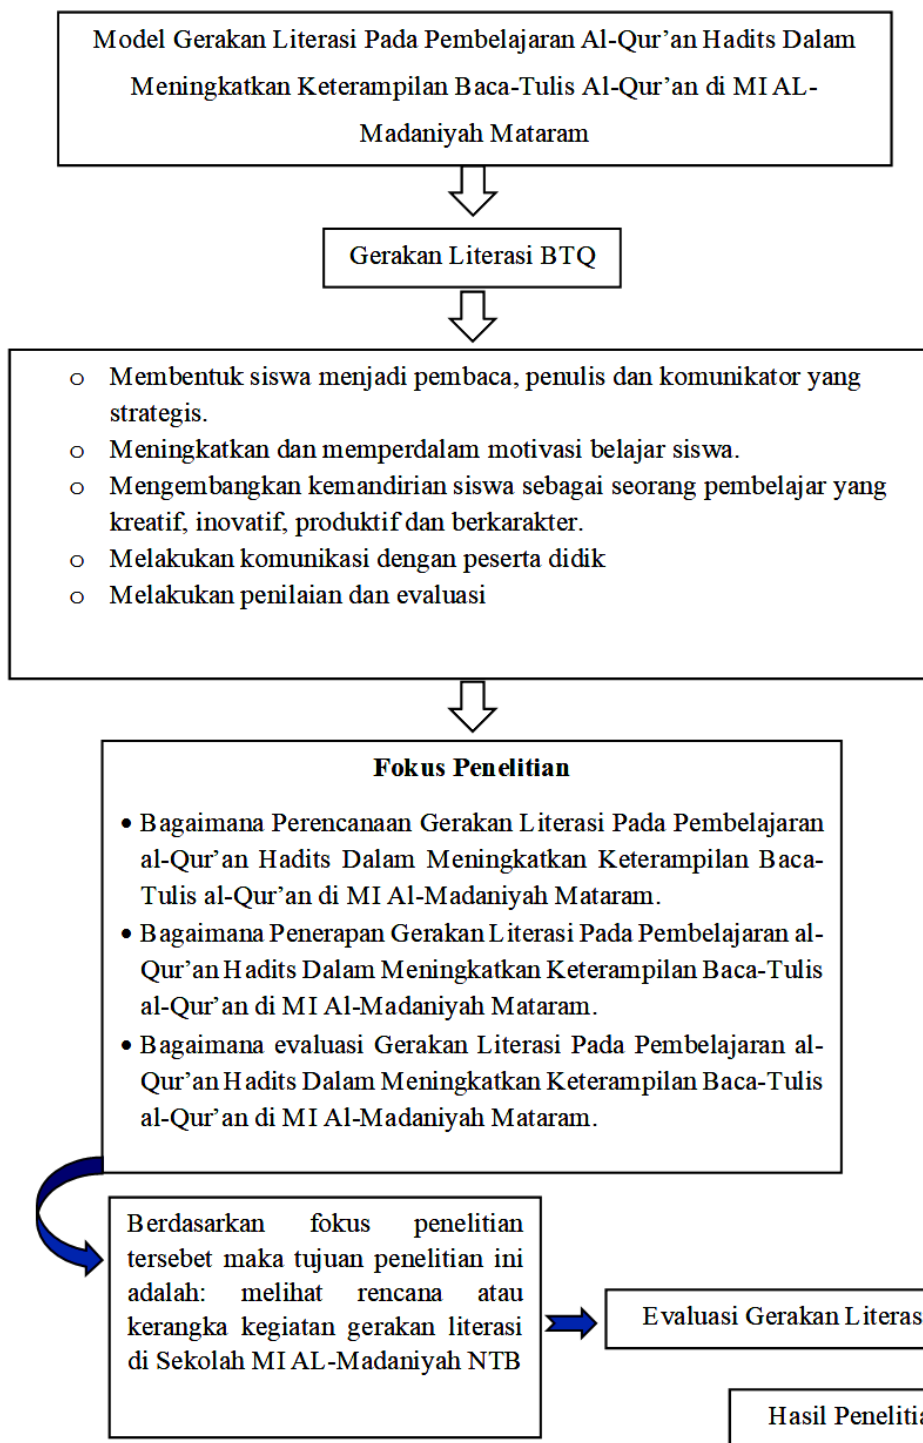 Model Gerakan Literasi Pada Pembelajaran Al-Qur’an Hadits Dalam
Meningkatkan Keterampilan Baca-Tulis Al-Qur’an di MI AL-
Madaniyah Mataram
Gerakan Literasi BTQ
o Membentuk siswa menjadi pembaca, penulis dan komunikator yang
strategis.
o Meningkatkan dan memperdalam motivasi belajar siswa.
o Mengembangkan kemandirian siswa sebagai seorang pembelajar yang
kreatif, inovatif, produktif dan berkarakter.
o Melakukan komunikasi dengan peserta didik
o Melakukan penilaian dan evaluasi
Fokus Penelitian
• Bagaimana Perencanaan Gerakan Literasi Pada Pembelajaran
al-Qur’an Hadits Dalam Meningkatkan Keterampilan Baca-
Tulis al-Qur’an di MI Al-Madaniyah Mataram.
• Bagaimana Penerapan Gerakan Literasi Pada Pembelajaran al-
Qur’an Hadits Dalam Meningkatkan Keterampilan Baca-Tulis
al-Qur’an di MI Al-Madaniyah Mataram.
• Bagaimana evaluasi Gerakan Literasi Pada Pembelajaran al-
Qur’an Hadits Dalam Meningkatkan Keterampilan Baca-Tulis
al-Qur’an di MI Al-Madaniyah Mataram.
Berdasarkan fokus penelitian
tersebet maka tujuan penelitian ini
adalah: melihat rencana atau
kerangka kegiatan gerakan literasi
di Sekolah MI AL-Madaniyah NTB
Evaluasi Gerakan Literas
Hasil Penelitia